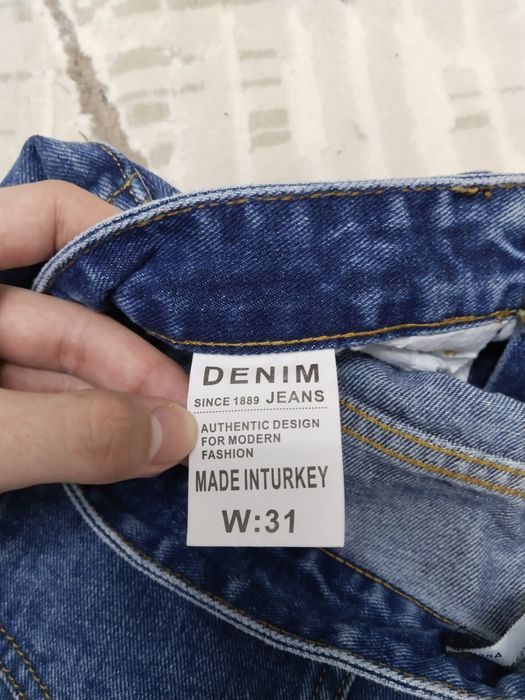 DENIM
SINCE 1889 JEANS
AUTHENTIC DESIGN
FOR MODERN
FASHION
MADE INTURKEY
W:31